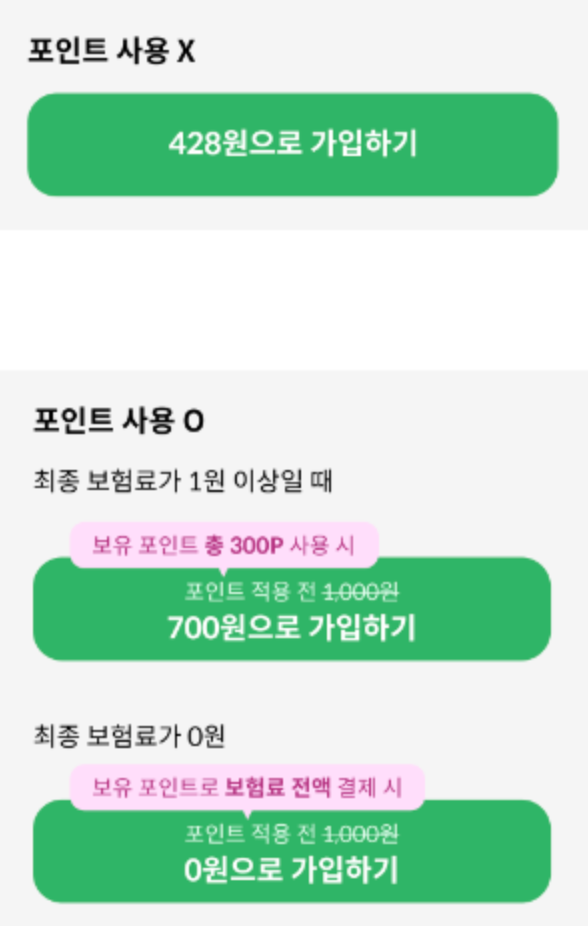 포인트 사용 X
428원으로 가입하기
포인트 사용 O
최종 보험료가 1원 이상일 때
보유 포인트 총 300P 사용 시
포인트 적용 전 1,000원
700원으로 가입하기
최종 보험료가 0원
보유 포인트로 보험료 전액 결제 시
포인트 적용 전 1,000원
0원으로 가입하기